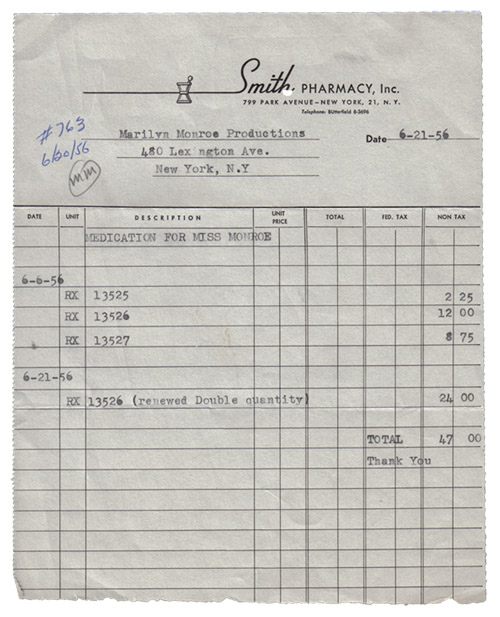 Smith PHARMACY, Inc.
799 PARK AVENUE—NEW YORK, 21, N. Y.
Telephone: BUtterfield 8-3696
#763
6/30/56
MM
Marilyn Monroe Productions
480 Lexington Ave.
New York, N.Y
Date 6-21-56
DATE UNIT DESCRIPTION UNIT PRICE TOTAL FED. TAX NON TAX
MEDICATION FOR MISS MONROE
6-6-56
RX 13525 2 25
RX 13526 12 00
RX 13527 8 75
6-21-56
RX 13526 (renewed Double quantity) 24 00
TOTAL 47 00
Thank You